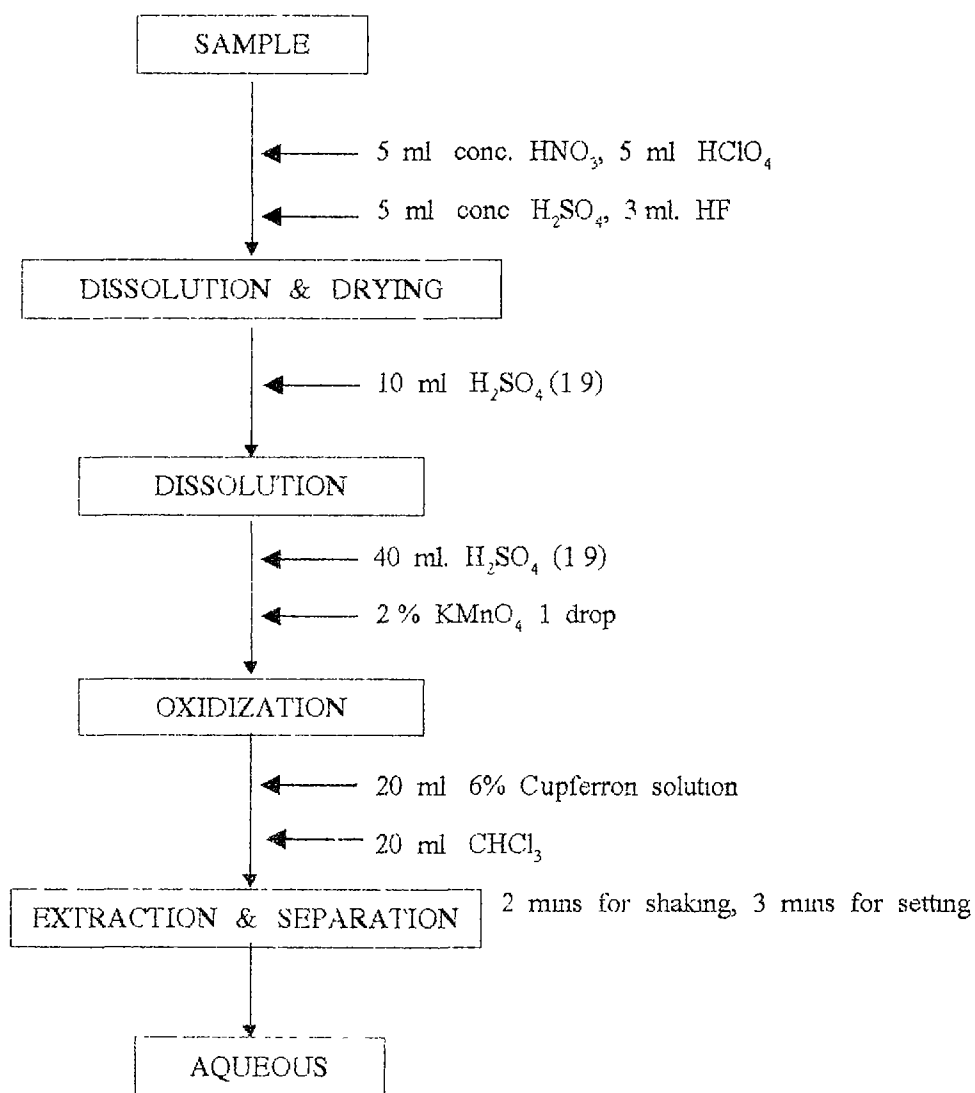 SAMPLE
5 ml conc. HNO₃, 5 ml HClO₄
5 ml conc H₂SO₄, 3 ml. HF
DISSOLUTION & DRYING
10 ml H₂SO₄ (1 9)
DISSOLUTION
40 ml. H₂SO₄ (1 9)
2 % KMnO₄ 1 drop
OXIDIZATION
20 ml 6% Cupferron solution
20 ml CHCl₃
EXTRACTION & SEPARATION 2 mins for shaking, 3 mins for setting
AQUEOUS